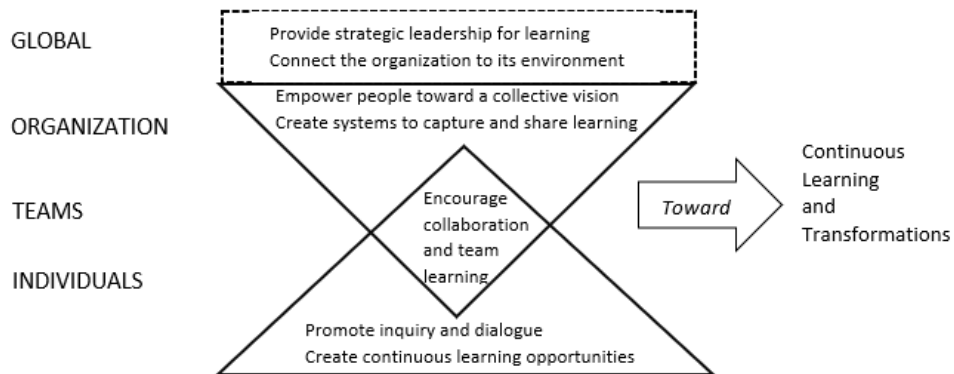 GLOBAL
Provide strategic leadership for learning
Connect the organization to its environment
ORGANIZATION
Empower people toward a collective vision
Create systems to capture and share learning
TEAMS
Encourage
collaboration
and team
learning
INDIVIDUALS
Promote inquiry and dialogue
Create continuous learning opportunities
Toward
Continuous
Learning
and
Transformations